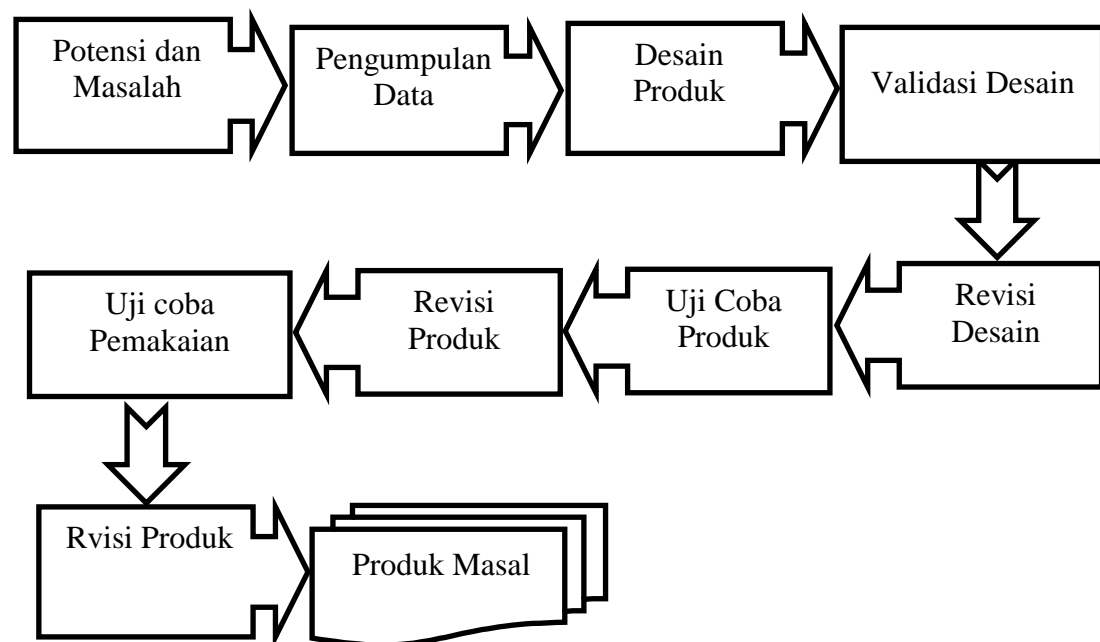 Potensi dan
Masalah
Pengumpulan
Data
Desain
Produk
Validasi Desain
Revisi
Desain
Uji Coba
Produk
Revisi
Produk
Uji coba
Pemakaian
Rvisi Produk
Produk Masal